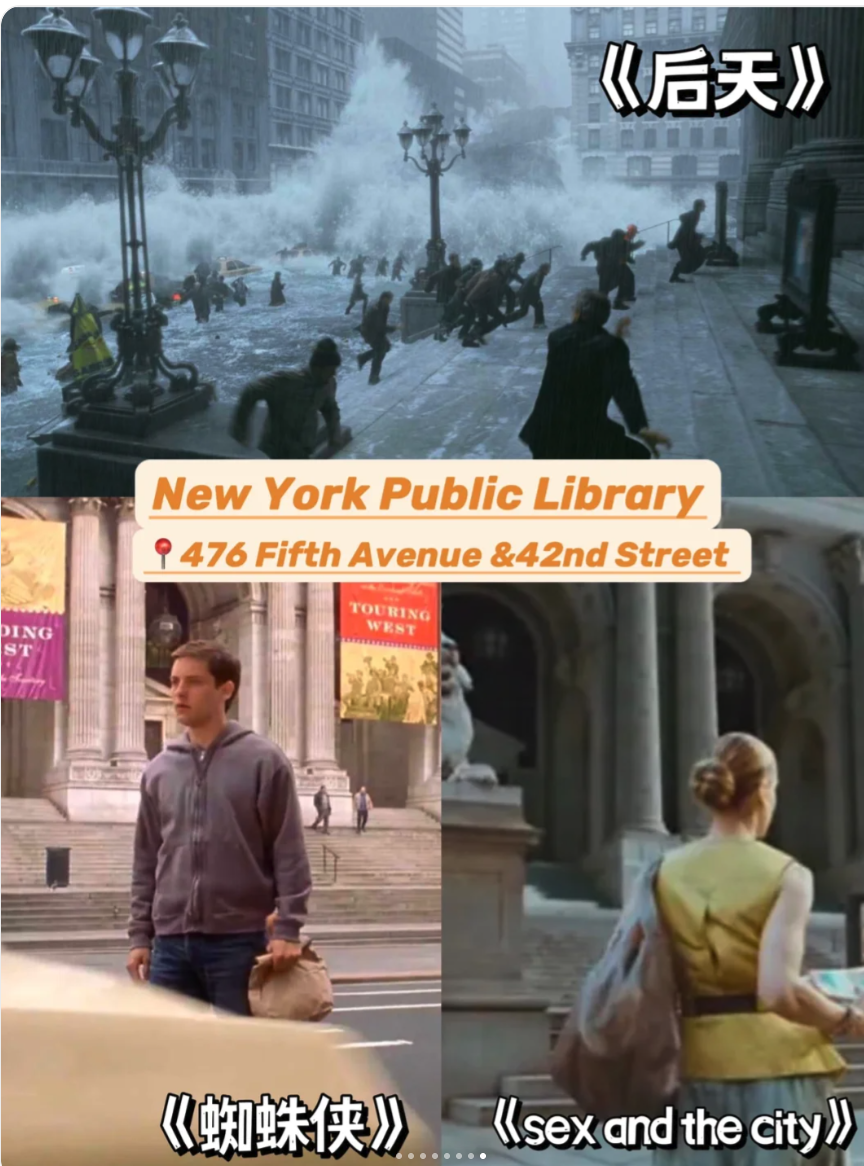 《后天》
New York Public Library
📍476 Fifth Avenue &42nd Street
DING
ST
TOURING
WEST
《蜘蛛侠》
《sex and the city》